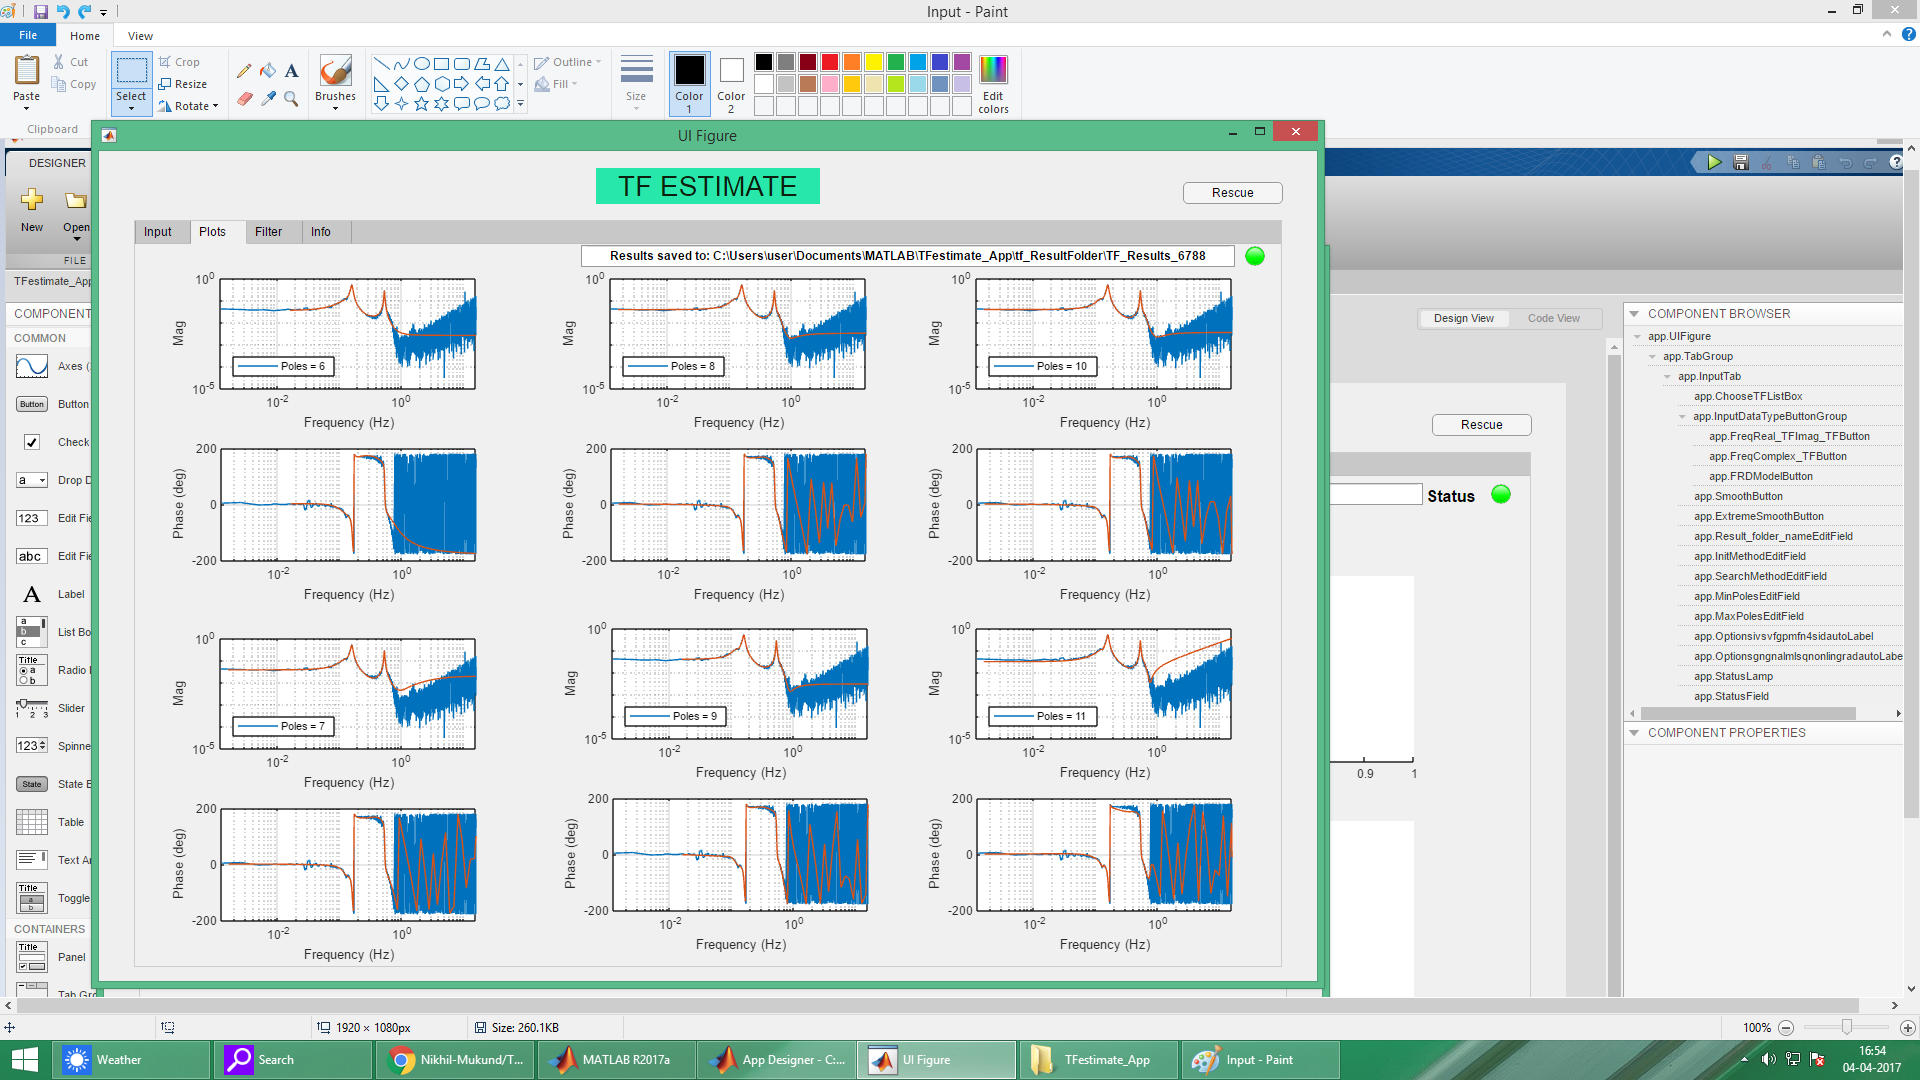 Input - Paint
File
Home
View
Paste
Cut
Copy
Clipboard
Select
Crop
Resize
Rotate
Brushes
Outline
Fill
Size
Color 1
Color 2
Edit colors
UI Figure
TF ESTIMATE
Rescue
Input
Plots
Filter
Info
Results saved to: C:\Users\user\Documents\MATLAB\TFestimate_App\tf_ResultFolder\TF_Results_6788
10^0
Mag
10^-5
Poles = 6
10^-2
10^0
Frequency (Hz)
10^0
Mag
10^-5
Poles = 8
10^-2
10^0
Frequency (Hz)
10^0
Mag
10^-5
Poles = 10
10^-2
10^0
Frequency (Hz)
200
0
-200
Phase (deg)
10^-2
10^0
Frequency (Hz)
200
0
-200
Phase (deg)
10^-2
10^0
Frequency (Hz)
200
0
-200
Phase (deg)
10^-2
10^0
Frequency (Hz)
10^0
Mag
10^-5
Poles = 7
10^-2
10^0
Frequency (Hz)
10^0
Mag
10^-5
Poles = 9
10^-2
10^0
Frequency (Hz)
10^0
Mag
10^-5
Poles = 11
10^-2
10^0
Frequency (Hz)
200
0
-200
Phase (deg)
10^-2
10^0
Frequency (Hz)
200
0
-200
Phase (deg)
10^-2
10^0
Frequency (Hz)
200
0
-200
Phase (deg)
10^-2
10^0
Frequency (Hz)
DESIGNER
New
Open
FILE
TFestimate_App
COMPONENT
COMMON
Axes (
Button
Button
Check
a
Drop D
123
Edit Fie
abc
Edit Fie
A
Label
a
b
c
List Bo
Title
a
b
Radio
1 2 3
Slider
123
Spinne
State
State B
Table
Text Ar
Title
a
b
Toggle
CONTAINERS
Title
Panel
Tab Gro
Design View
Code View
Rescue
Status
0.9
1
COMPONENT BROWSER
app.UIFigure
app.TabGroup
app.InputTab
app.ChooseTFListBox
app.InputDataTypeButtonGroup
app.FreqReal_TFImag_TFButton
app.FreqComplex_TFButton
app.FRDModelButton
app.SmoothButton
app.ExtremeSmoothButton
app.Result_folder_nameEditField
app.InitMethodEditField
app.SearchMethodEditField
app.MinPolesEditField
app.MaxPolesEditField
app.Optionsivsvfgpmfn4sidautoLabel
app.Optionsgngnalmlsqnonlingradautolabe
app.StatusLamp
app.StatusField
COMPONENT PROPERTIES
1920 × 1080px
Size: 260.1KB
100%
Weather
Search
Nikhil-Mukund/T...
MATLAB R2017a
App Designer - C:...
UI Figure
TFestimate_App
Input - Paint
16:54
04-04-2017